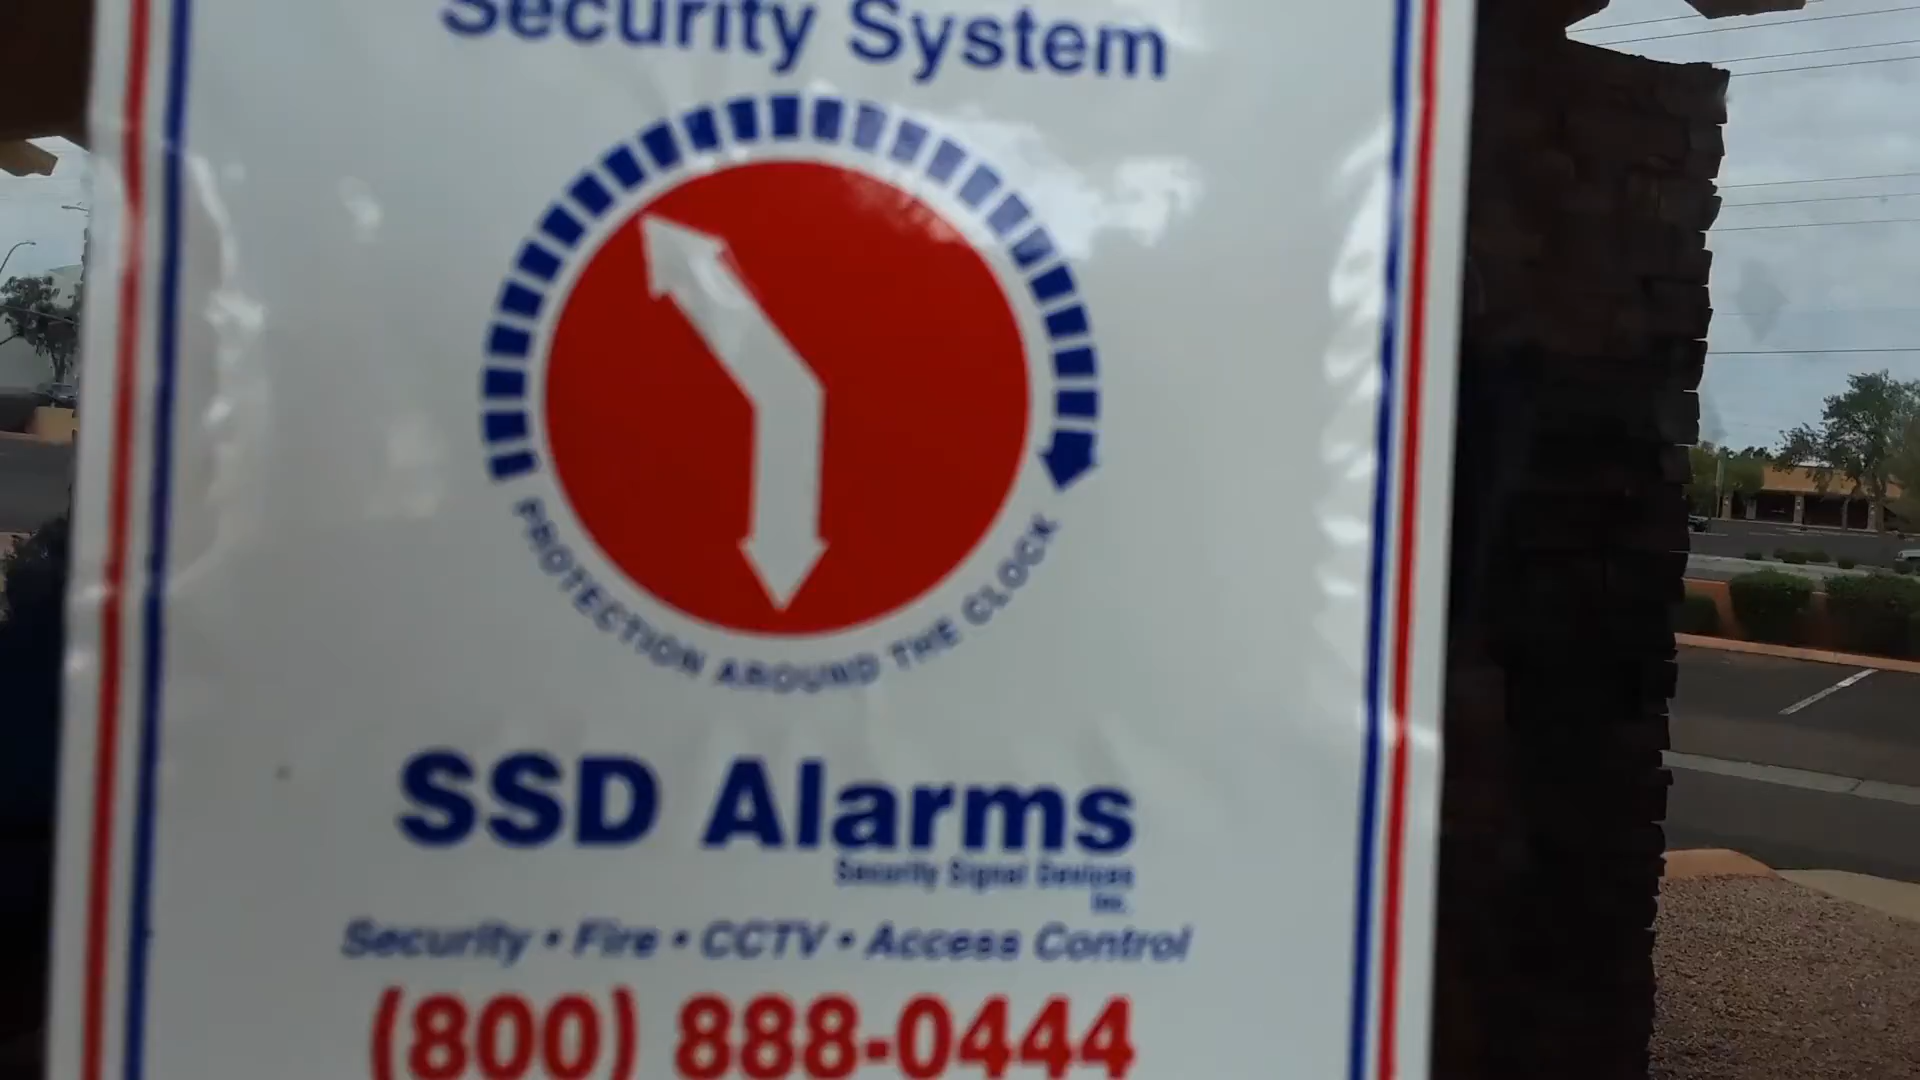 Security System
PROTECTION AROUND THE CLOCK
SSD Alarms
Security Signal Devices
Inc.
Security • Fire • CCTV • Access Control
(800) 888-0444